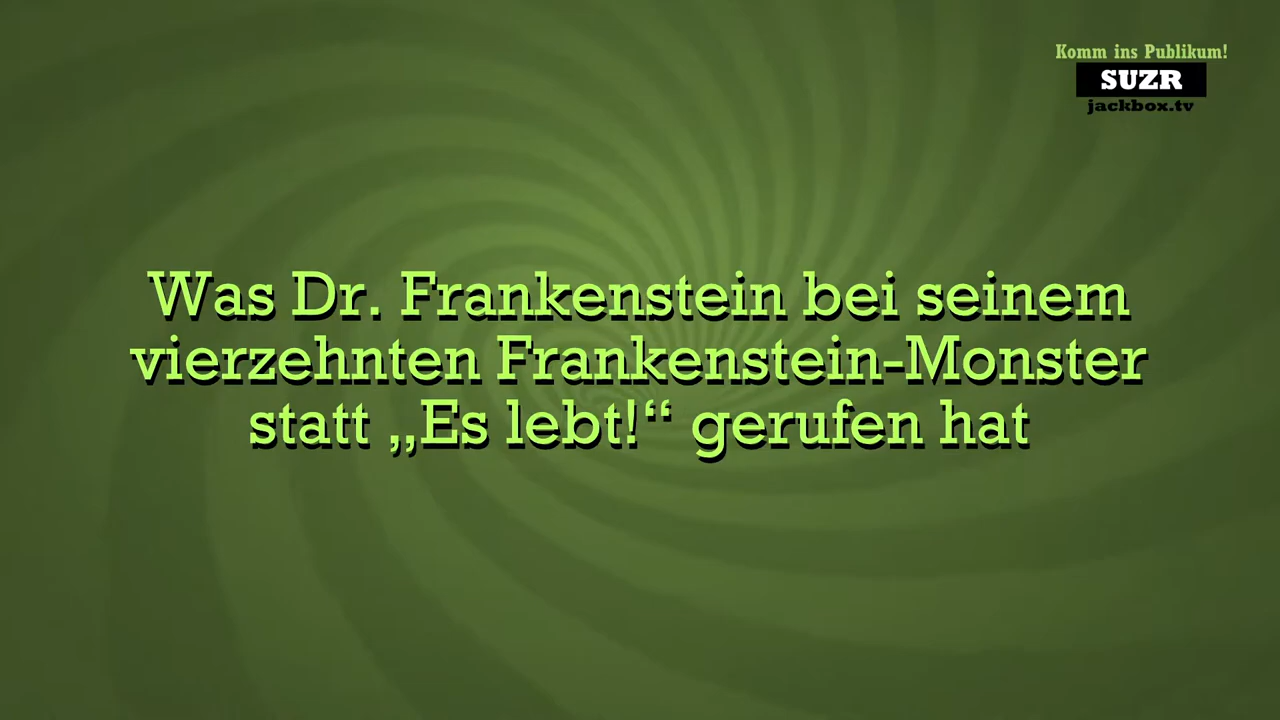 Komm ins Publikum!
SUZR
jackbox.tv
Was Dr. Frankenstein bei seinem
vierzehnten Frankenstein-Monster
statt „Es lebt!“ gerufen hat